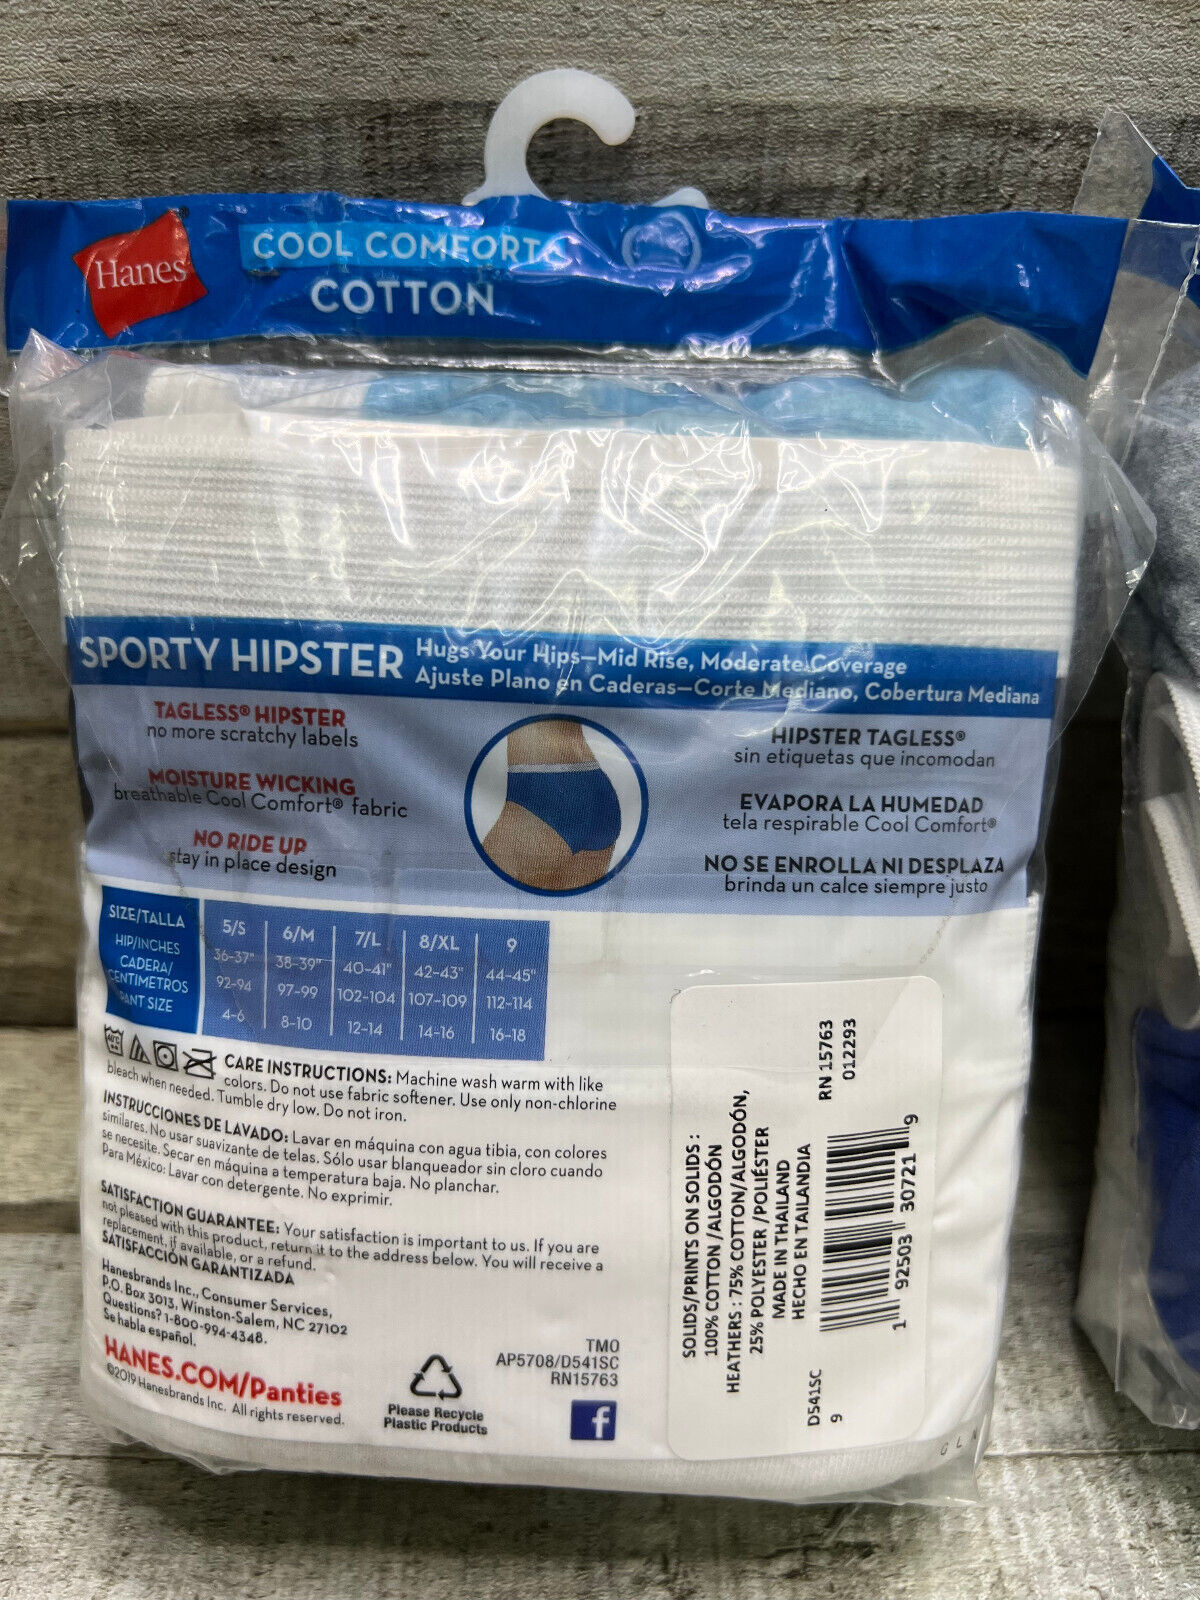 Hanes
COOL COMFORT
COTTON
SPORTY HIPSTER
Hugs Your Hips–Mid Rise, Moderate Coverage
Ajuste Plano en Caderas–Corte Mediano, Cobertura Mediana
TAGLESS® HIPSTER
no more scratchy labels
MOISTURE WICKING
breathable Cool Comfort® fabric
NO RIDE UP
stay in place design
HIPSTER TAGLESS®
sin etiquetas que incomodan
EVAPORA LA HUMEDAD
tela respirable Cool Comfort®
NO SE ENROLLA NI DESPLAZA
brinda un calce siempre justo
SIZE/TALLA 5/S 6/M 7/L 8/XL 9
HIP/INCHES 36-37" 38-39" 40-41" 42-43" 44-45"
CADERA/
CENTIMETROS 92-94 97-99 102-104 107-109 112-114
PANT SIZE 4-6 8-10 12-14 14-16 16-18
CARE INSTRUCTIONS: Machine wash warm with like
colors. Do not use fabric softener. Use only non-chlorine
bleach when needed. Tumble dry low. Do not iron.
INSTRUCCIONES DE LAVADO: Lavar en máquina con agua tibia, con colores
similares. No usar suavizante de telas. Sólo usar blanqueador sin cloro cuando
se necesite. Secar en máquina a temperatura baja. No planchar.
Para México: Lavar con detergente. No exprimir.
SATISFACTION GUARANTEE: Your satisfaction is important to us. If you are
not pleased with this product, return it to the address below. You will receive a
replacement, if available, or a refund.
SATISFACCIÓN GARANTIZADA
Hanesbrands Inc., Consumer Services,
P.O. Box 3013, Winston-Salem, NC 27102
Questions? 1-800-994-4348.
Se habla español.
HANES.COM/Panties
©2019 Hanesbrands Inc. All rights reserved.
Please Recycle
Plastic Products
TMO
AP5708/D541SC
RN15763
f
SOLIDS/PRINTS ON SOLIDS :
100% COTTON /ALGODÓN
HEATHERS : 75% COTTON/ALGODÓN,
25% POLYESTER /POLIÉSTER
MADE IN THAILAND
HECHO EN TAILANDIA
RN 15763
012293
D541SC
9
1 92503 30721 9
G L N